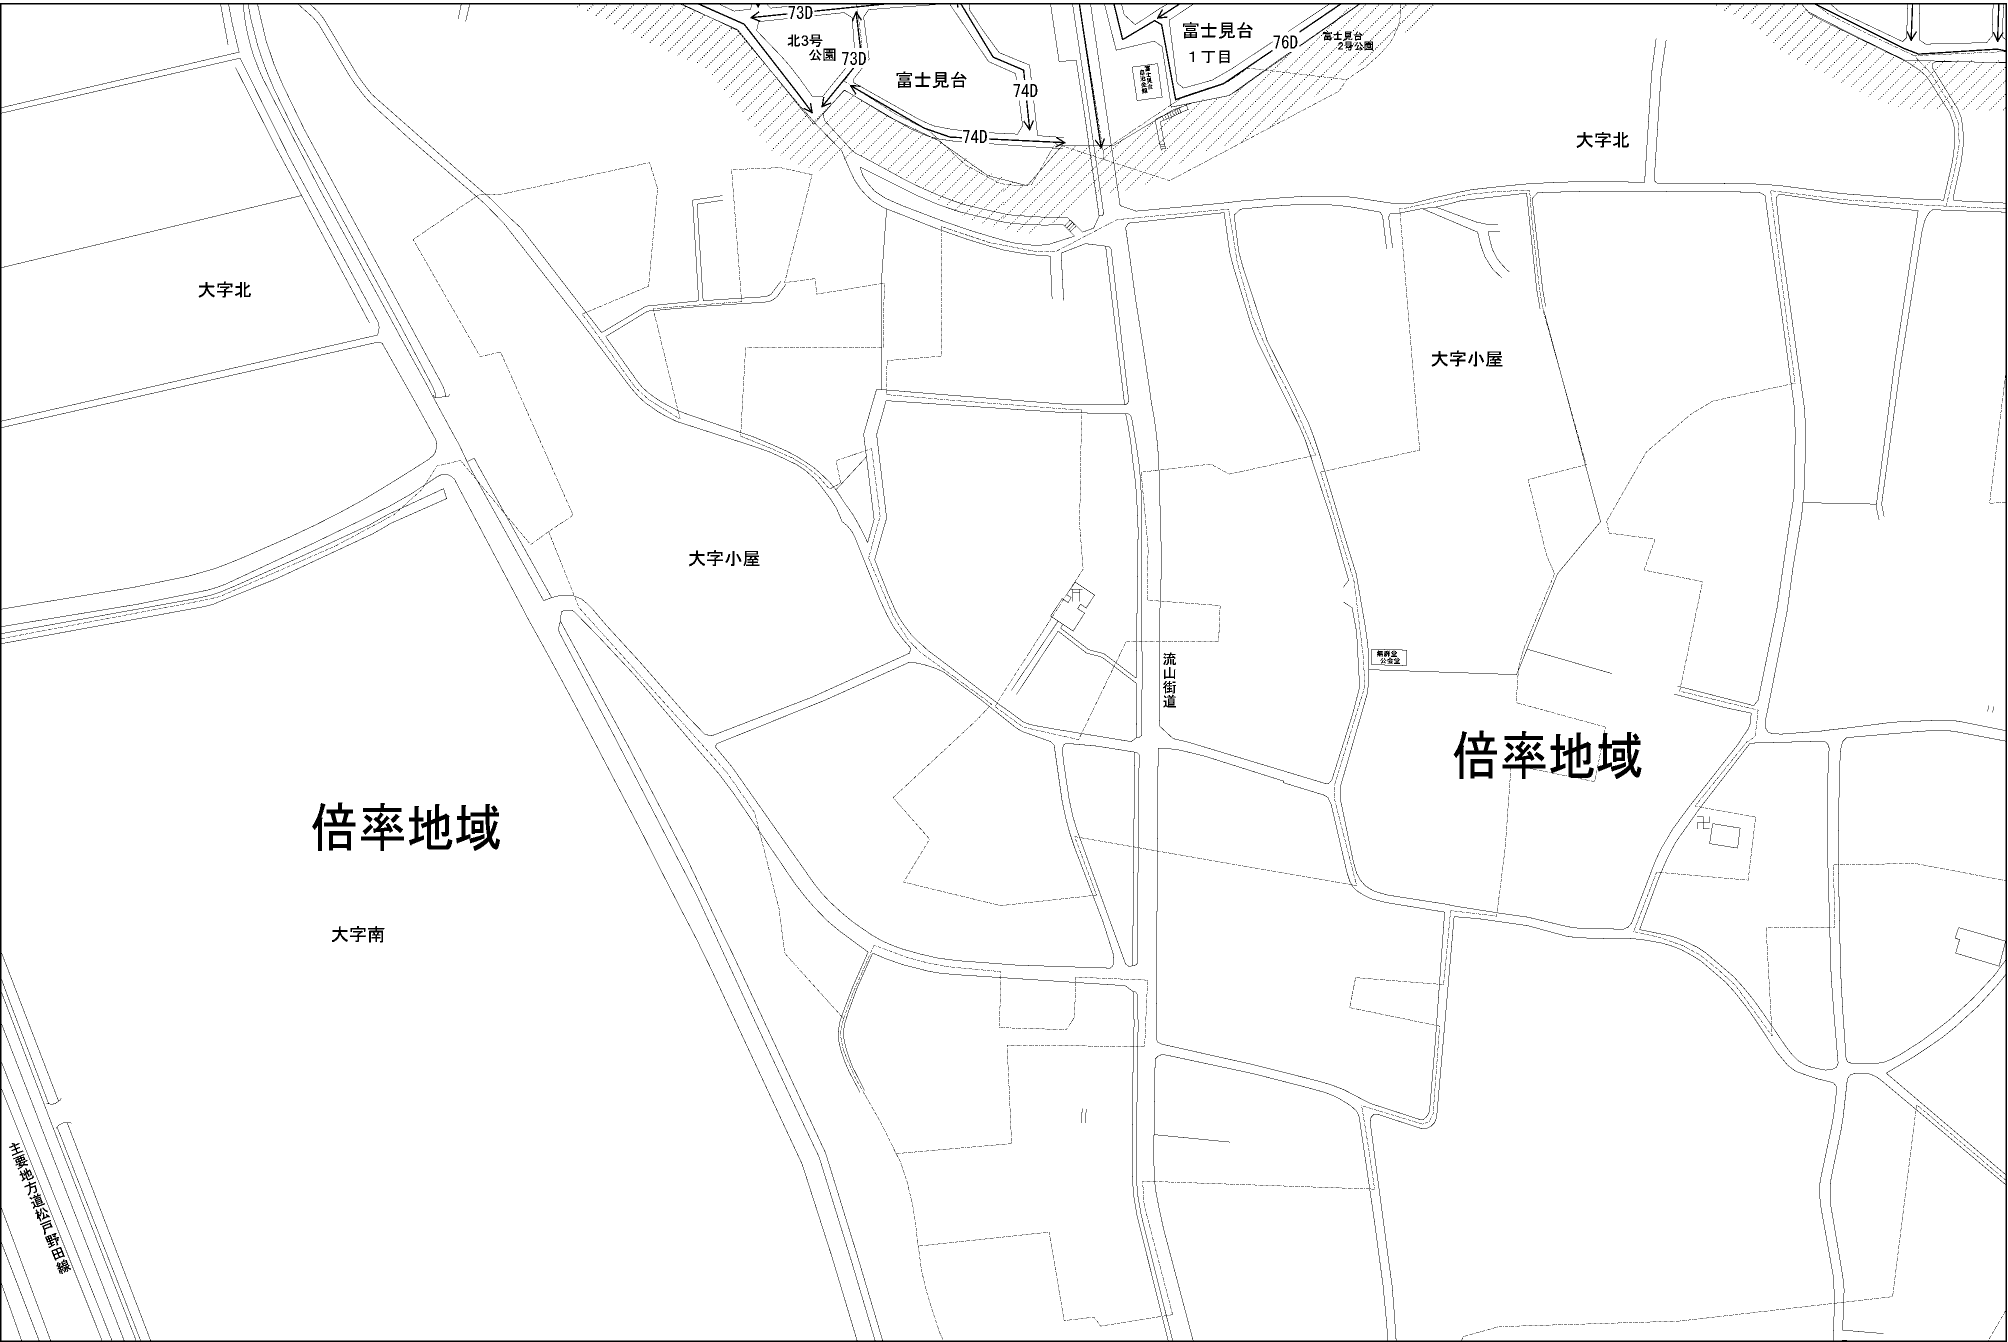 73D
北3号
公園
73D
富士見台
74D
74D
富士見台
１丁目
76D
富士見台
2号公園
大字北
大字北
大字小屋
大字小屋
流山街道
公会堂
倍率地域
倍率地域
大字南
主要地方道松戸野田線